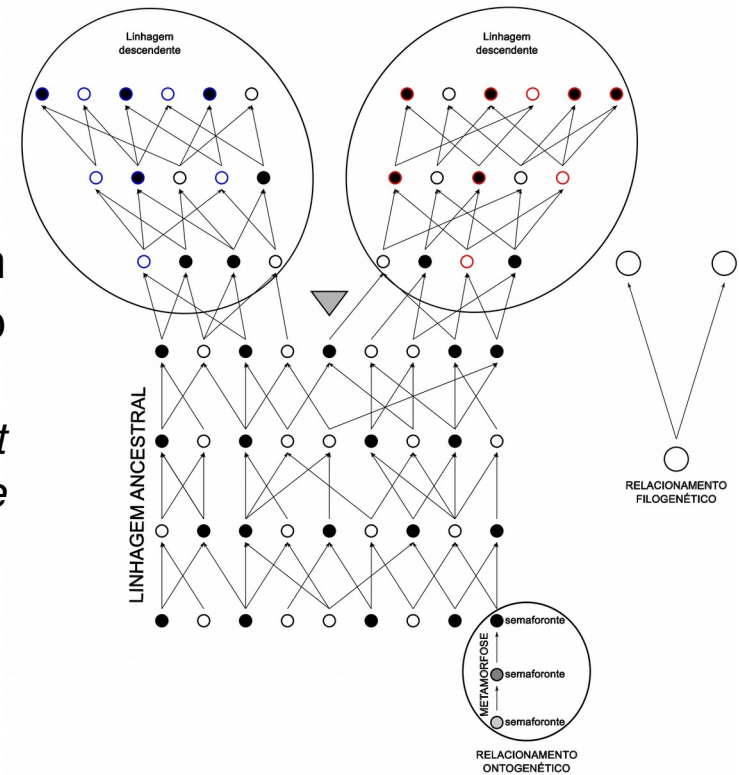 Linhagem
descendente
Linhagem
descendente
LINHAGEM ANCESTRAL
RELACIONAMENTO
FILOGENÉTICO
semaforonte
METAMORFOSE
semaforonte
semaforonte
RELACIONAMENTO
ONTOGENÉTICO